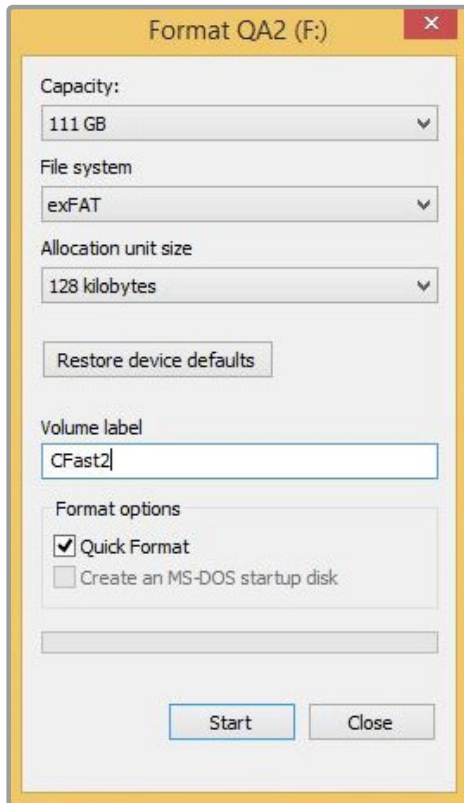 Format QA2 (F:)
Capacity:
111 GB
File system
exFAT
Allocation unit size
128 kilobytes
Restore device defaults
Volume label
CFast2
Format options
Quick Format
Create an MS-DOS startup disk
Start Close